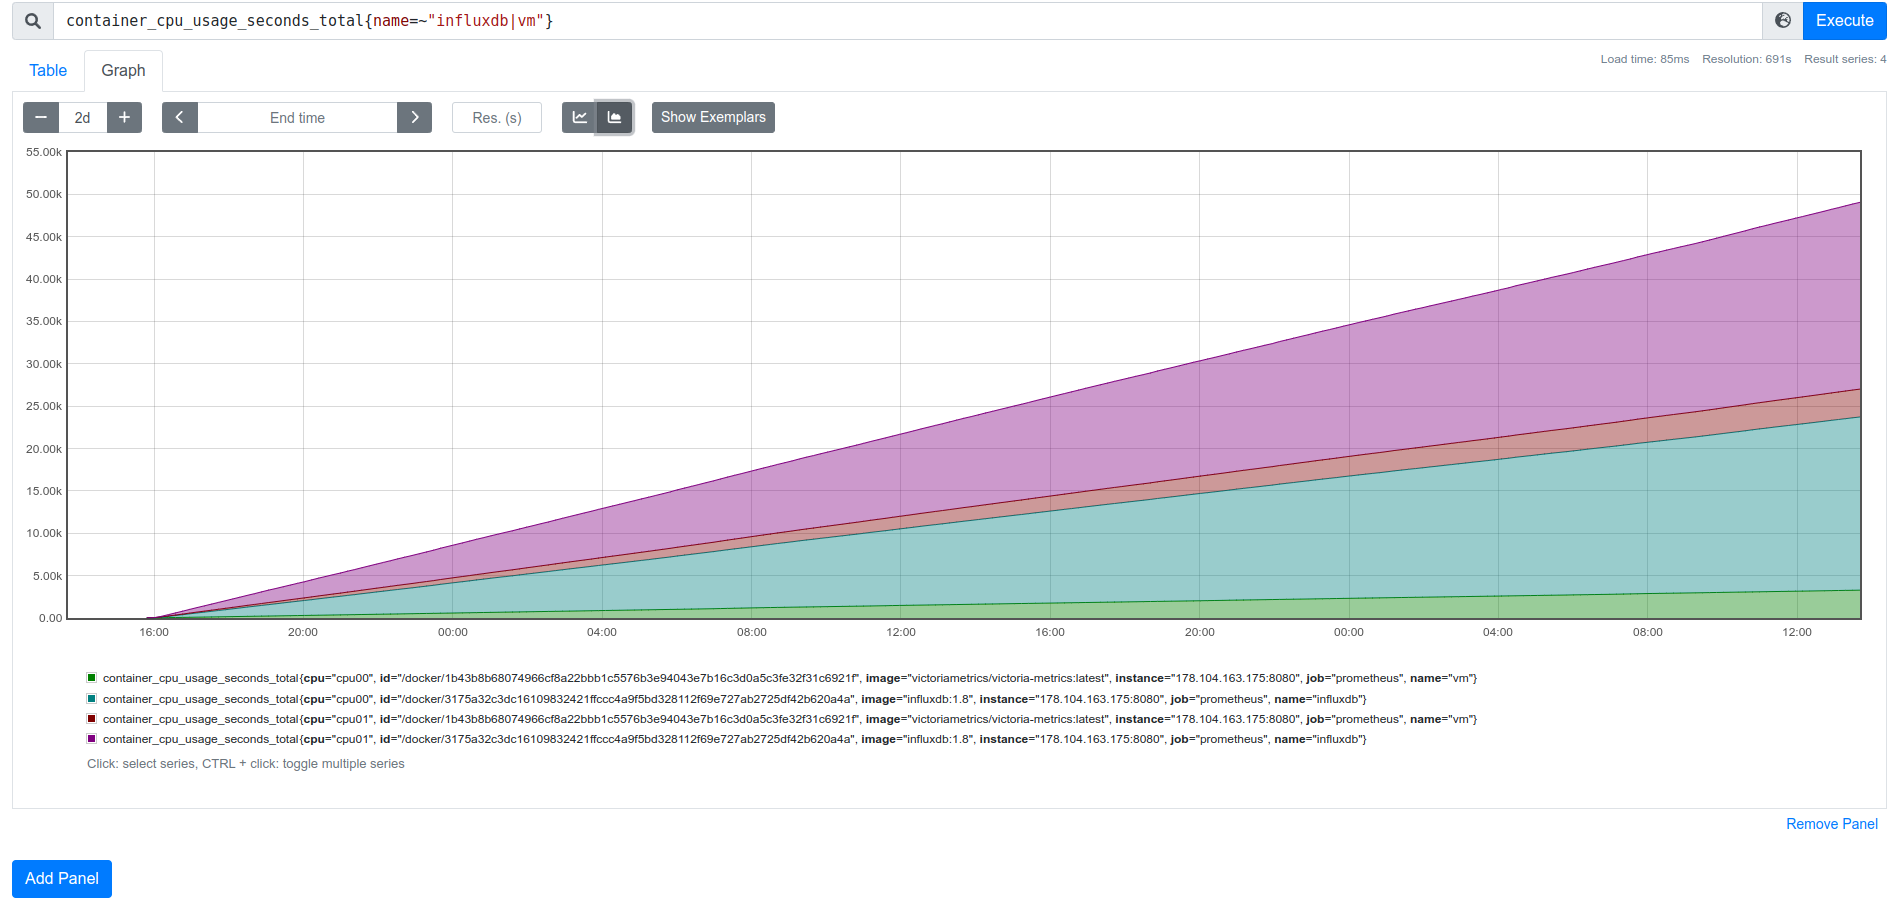 container_cpu_usage_seconds_total{name=~"influxdb|vm"}
Execute
Table
Graph
Load time: 85ms Resolution: 691s Result series: 4
2d
End time
Res. (s)
Show Exemplars
55.00k
50.00k
45.00k
40.00k
35.00k
30.00k
25.00k
20.00k
15.00k
10.00k
5.00k
0.00
16:00 20:00 00:00 04:00 08:00 12:00 16:00 20:00 00:00 04:00 08:00 12:00
container_cpu_usage_seconds_total{cpu="cpu00", id="/docker/1b43b8b68074966cf8a22bbb1c5576b3e94043e7b16c3d0a5c3fe32f31c6921f", image="victoriametrics/victoria-metrics:latest", instance="178.104.163.175:8080", job="prometheus", name="vm"}
container_cpu_usage_seconds_total{cpu="cpu00", id="/docker/3175a32c3dc16109832421ffccc4a9f5bd328112f69e727ab2725df42b620a4a", image="influxdb:1.8", instance="178.104.163.175:8080", job="prometheus", name="influxdb"}
container_cpu_usage_seconds_total{cpu="cpu01", id="/docker/1b43b8b68074966cf8a22bbb1c5576b3e94043e7b16c3d0a5c3fe32f31c6921f", image="victoriametrics/victoria-metrics:latest", instance="178.104.163.175:8080", job="prometheus", name="vm"}
container_cpu_usage_seconds_total{cpu="cpu01", id="/docker/3175a32c3dc16109832421ffccc4a9f5bd328112f69e727ab2725df42b620a4a", image="influxdb:1.8", instance="178.104.163.175:8080", job="prometheus", name="influxdb"}
Click: select series, CTRL + click: toggle multiple series
Remove Panel
Add Panel